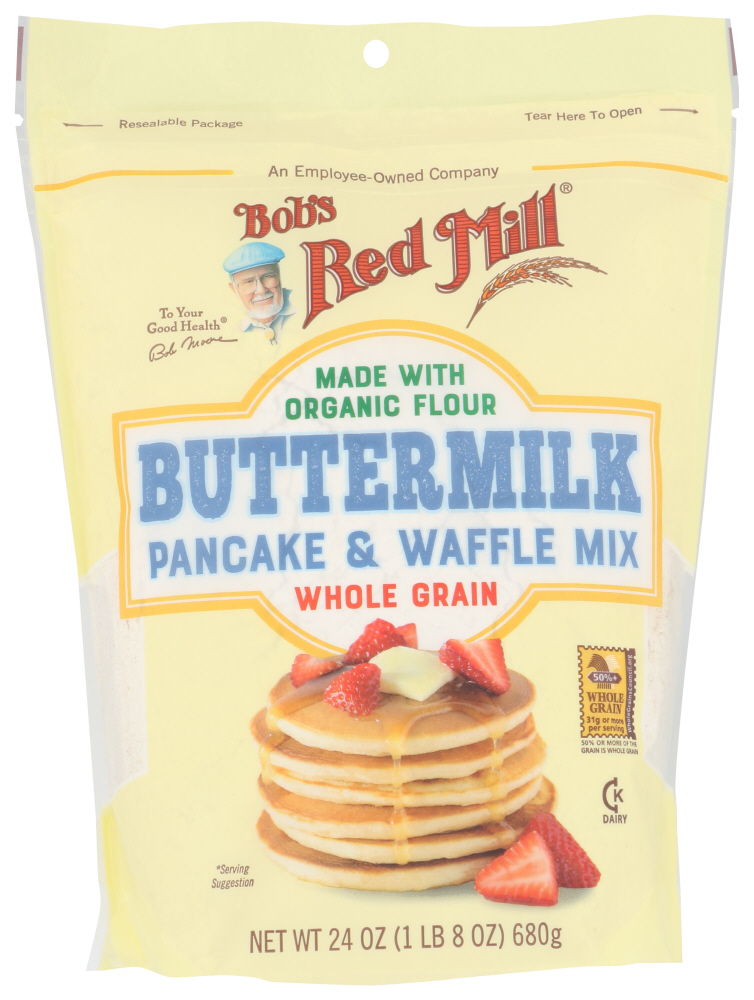 Resealable Package
Tear Here To Open
An Employee-Owned Company
Bob's
Red Mill®
To Your
Good Health®
Bob Moore
MADE WITH
ORGANIC FLOUR
BUTTERMILK
PANCAKE & WAFFLE MIX
WHOLE GRAIN
50%+
WHOLE
GRAIN
31g or more
per serving
50% OR MORE OF THE
GRAIN IS WHOLE GRAIN
K
DAIRY
*Serving
Suggestion
NET WT 24 OZ (1 LB 8 OZ) 680g